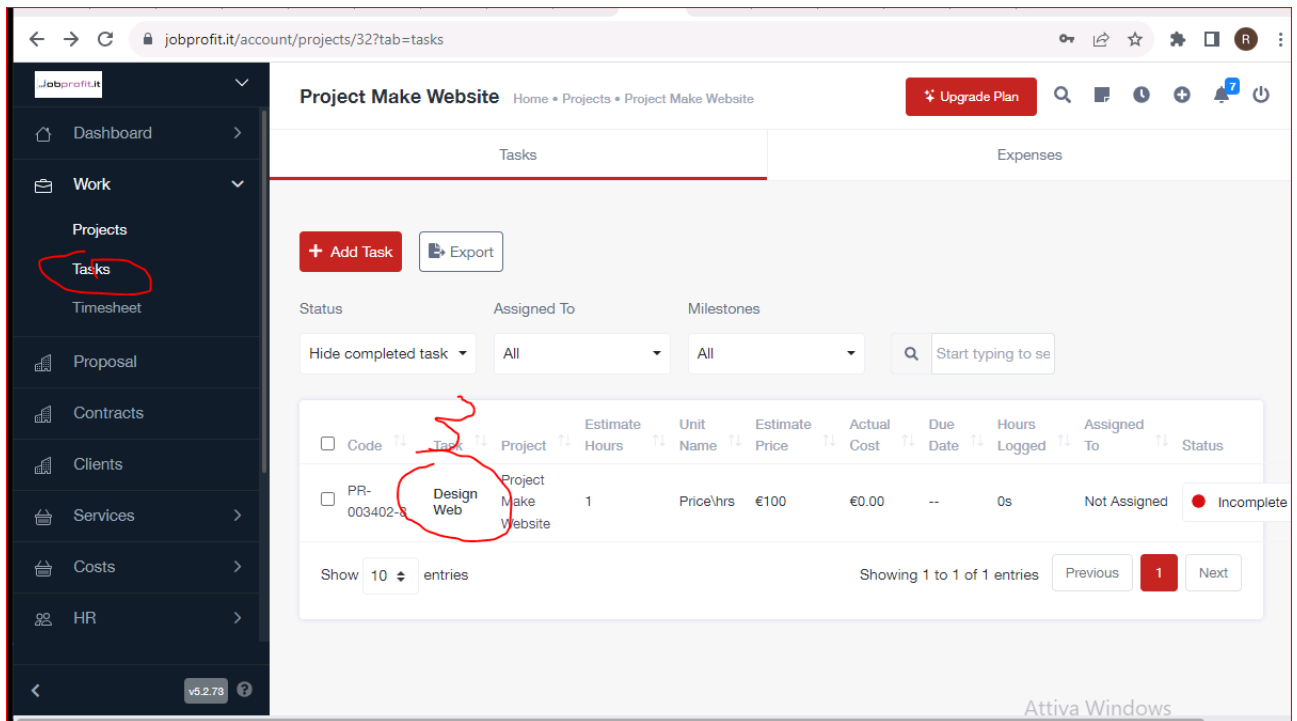 jobprofit.it/account/projects/32?tab=tasks
R
Jobprofit.it
Project Make Website Home • Projects • Project Make Website
Upgrade Plan
7
Dashboard
Work
Projects
Tasks
Timesheet
Proposal
Contracts
Clients
Services
Costs
HR
v5.2.73
Tasks Expenses
+ Add Task Export
Status Assigned To Milestones
Hide completed task All All Start typing to se
Code Task Project Estimate Hours Unit Name Estimate Price Actual Cost Due Date Hours Logged Assigned To Status
PR-003402-8 Design Web Project Make Website 1 Price\hrs €100 €0.00 -- 0s Not Assigned Incomplete
Show 10 entries Showing 1 to 1 of 1 entries Previous 1 Next
Attiva Windows